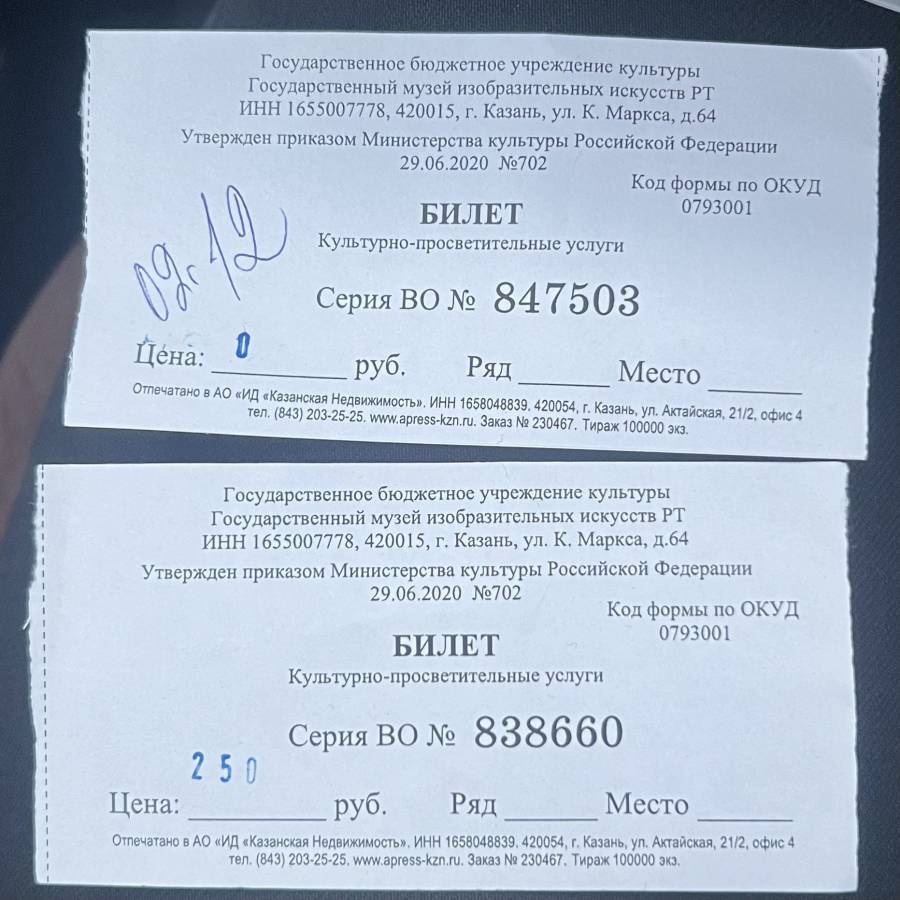 Государственное бюджетное учреждение культуры
Государственный музей изобразительных искусств РТ
ИНН 1655007778, 420015, г. Казань, ул. К. Маркса, д.64
Утвержден приказом Министерства культуры Российской Федерации
29.06.2020 №702
Код формы по ОКУД
0793001
БИЛЕТ
Культурно-просветительные услуги
02.12
Серия ВО № 847503
Цена: 0 руб. Ряд Место
Отпечатано в АО «ИД «Казанская Недвижимость». ИНН 1658048839. 420054, г. Казань, ул. Актайская, 21/2, офис 4
тел. (843) 203-25-25. www.apress-kzn.ru. Заказ № 230467. Тираж 100000 экз.
Государственное бюджетное учреждение культуры
Государственный музей изобразительных искусств РТ
ИНН 1655007778, 420015, г. Казань, ул. К. Маркса, д.64
Утвержден приказом Министерства культуры Российской Федерации
29.06.2020 №702
Код формы по ОКУД
0793001
БИЛЕТ
Культурно-просветительные услуги
Серия ВО № 838660
250
Цена: руб. Ряд Место
Отпечатано в АО «ИД «Казанская Недвижимость». ИНН 1658048839. 420054, г. Казань, ул. Актайская, 21/2, офис 4
тел. (843) 203-25-25. www.apress-kzn.ru. Заказ № 230467. Тираж 100000 экз.